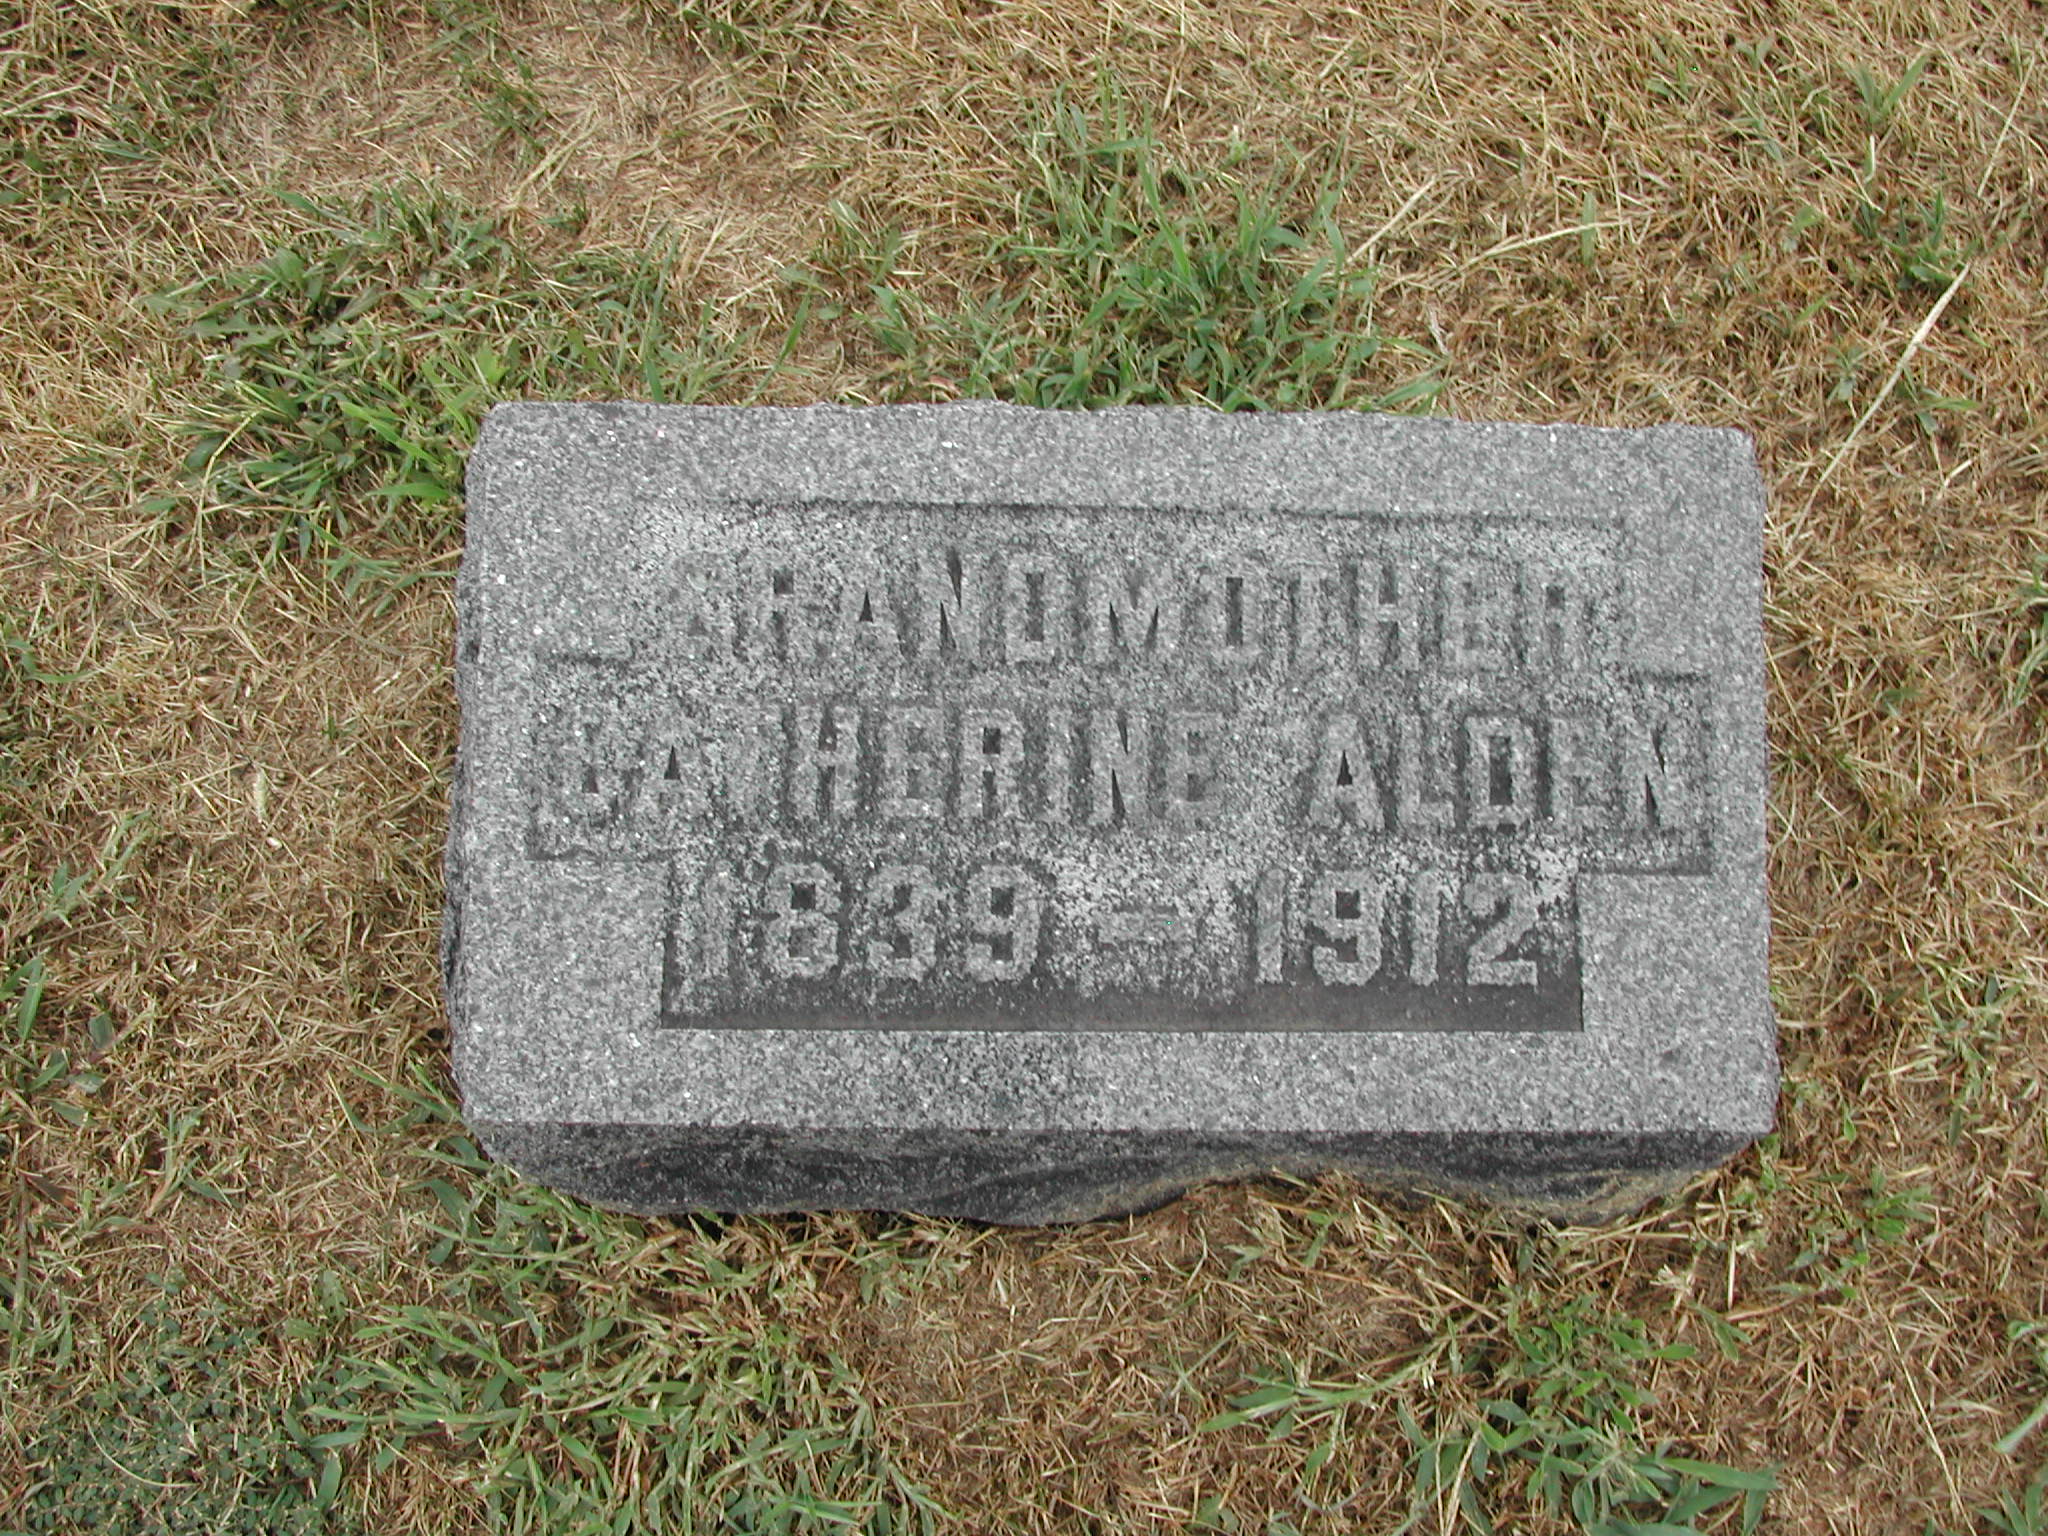 GRANDMOTHER
CATHERINE ALDEN
1839-1912